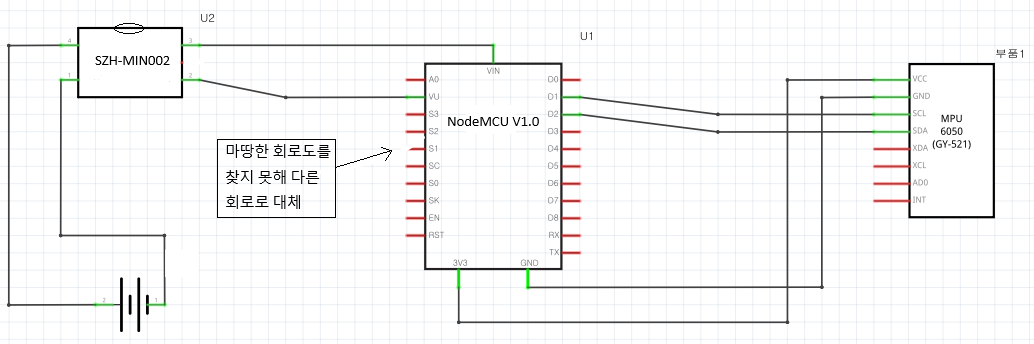 U2
4
3
SZH-MIN002
1
2
U1
부품1
VIN
A0
D0
VCC
VU
D1
GND
S3
D2
SCL
NodeMCU V1.0
MPU
6050
(GY-521)
S2
D3
SDA
마땅한 회로도를
찾지 못해 다른
회로로 대체
S1
D4
XDA
SC
D5
XCL
S0
D6
AD0
SK
D7
INT
EN
D8
RST
RX
TX
3V3
GND
2
1